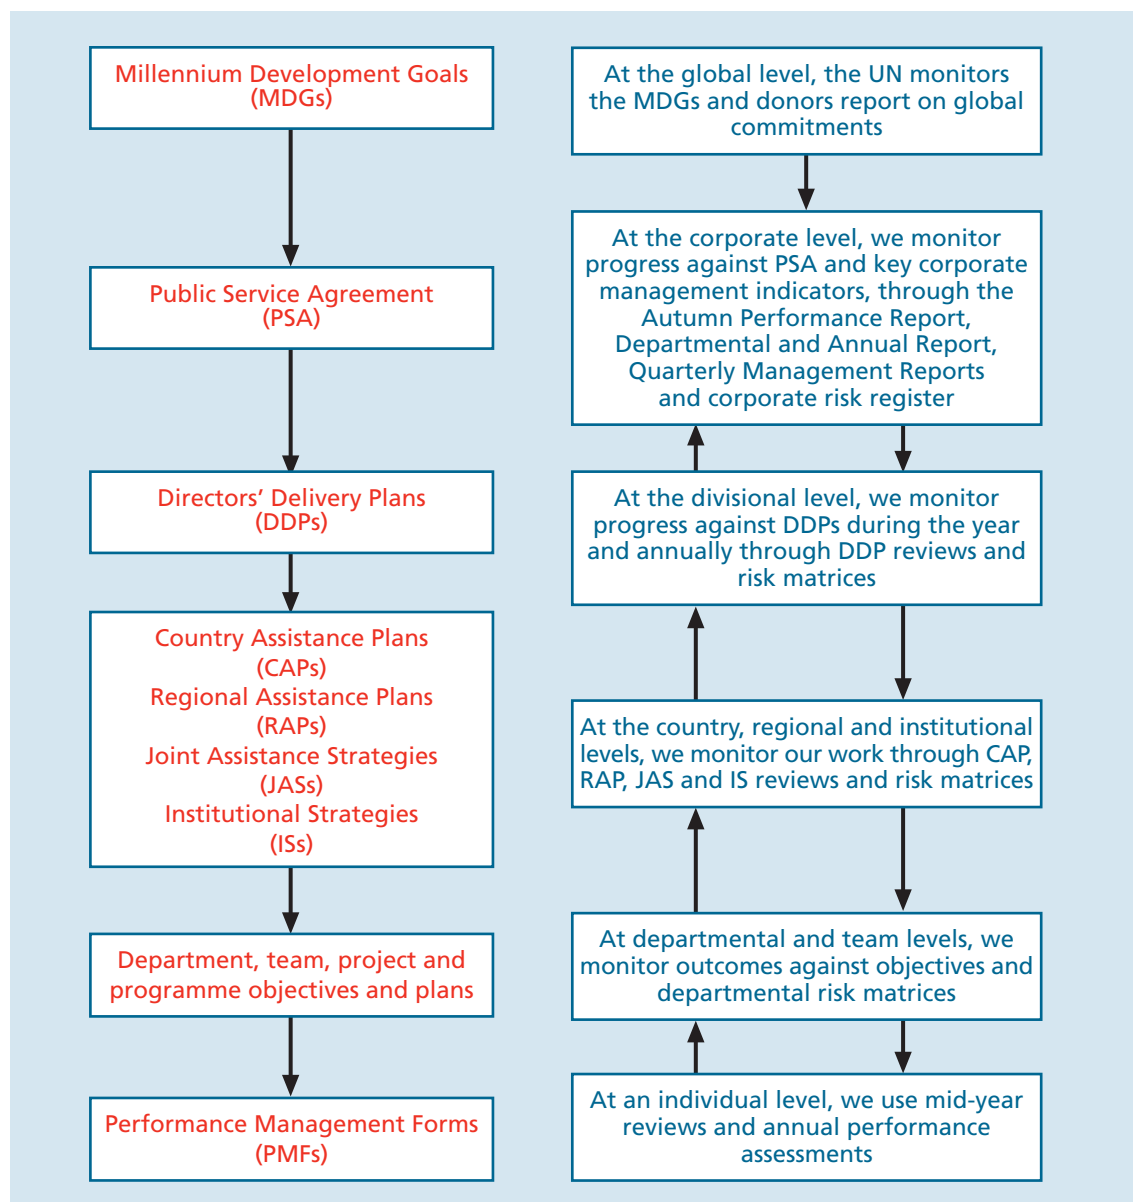 Millennium Development Goals
(MDGs)
Public Service Agreement
(PSA)
Directors‘ Delivery Plans
(DDPs)
Country Assistance Plans
(CAPs)
Regional Assistance Plans
(RAPs)
Joint Assistance Strategies
(JASs)
Institutional Strategies
(ISs)
Department, team, project and
programme objectives and plans
Performance Management Forms
(PMFs)
At the global level, the UN monitors
the MDGs and donors report on global
commitments
At the corporate level, we monitor
progress against PSA and key corporate
management indicators, through the
Autumn Performance Report,
Departmental and Annual Report,
Quarterly Management Reports
and corporate risk register
At the divisional level, we monitor
progress against DDPs during the year
and annually through DDP reviews and
risk matrices
At the country, regional and institutional
levels, we monitor our work through CAP,
RAP, JAS and IS reviews and risk matrices
At departmental and team levels, we
monitor outcomes against objectives and
departmental risk matrices
At an individual level, we use mid-year
reviews and annual performance
assessments